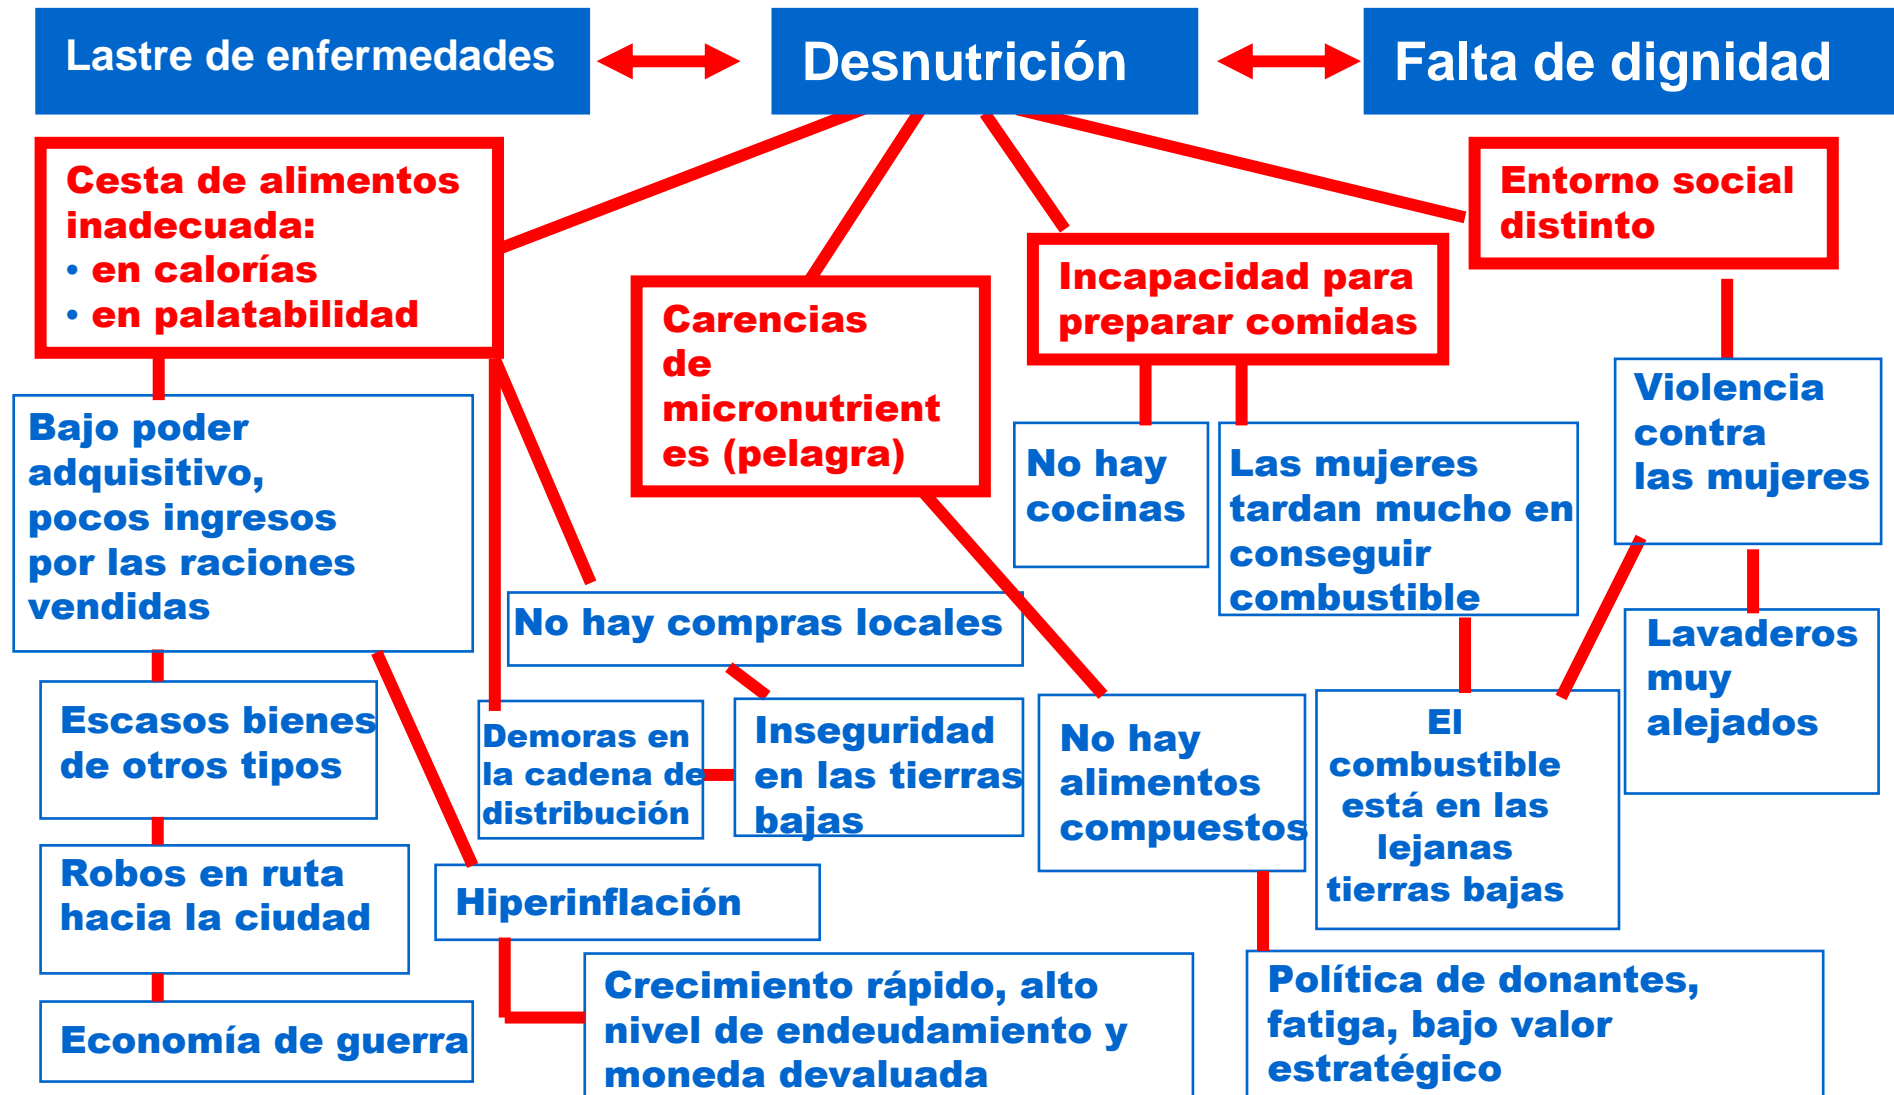 Lastre de enfermedades
Desnutrición
Falta de dignidad
Cesta de alimentos
inadecuada:
• en calorías
• en palatabilidad
Entorno social
distinto
Incapacidad para
preparar comidas
Carencias
de
micronutrient
es (pelagra)
Bajo poder
adquisitivo,
pocos ingresos
por las raciones
vendidas
No hay
cocinas
Las mujeres
tardan mucho en
conseguir
combustible
Violencia
contra
las mujeres
No hay compras locales
Lavaderos
muy
alejados
Escasos bienes
de otros tipos
Demoras en
la cadena de
distribución
Inseguridad
en las tierras
bajas
No hay
alimentos
compuestos
El
combustible
está en las
lejanas
tierras bajas
Robos en ruta
hacia la ciudad
Hiperinflación
Economía de guerra
Crecimiento rápido, alto
nivel de endeudamiento y
moneda devaluada
Política de donantes,
fatiga, bajo valor
estratégico